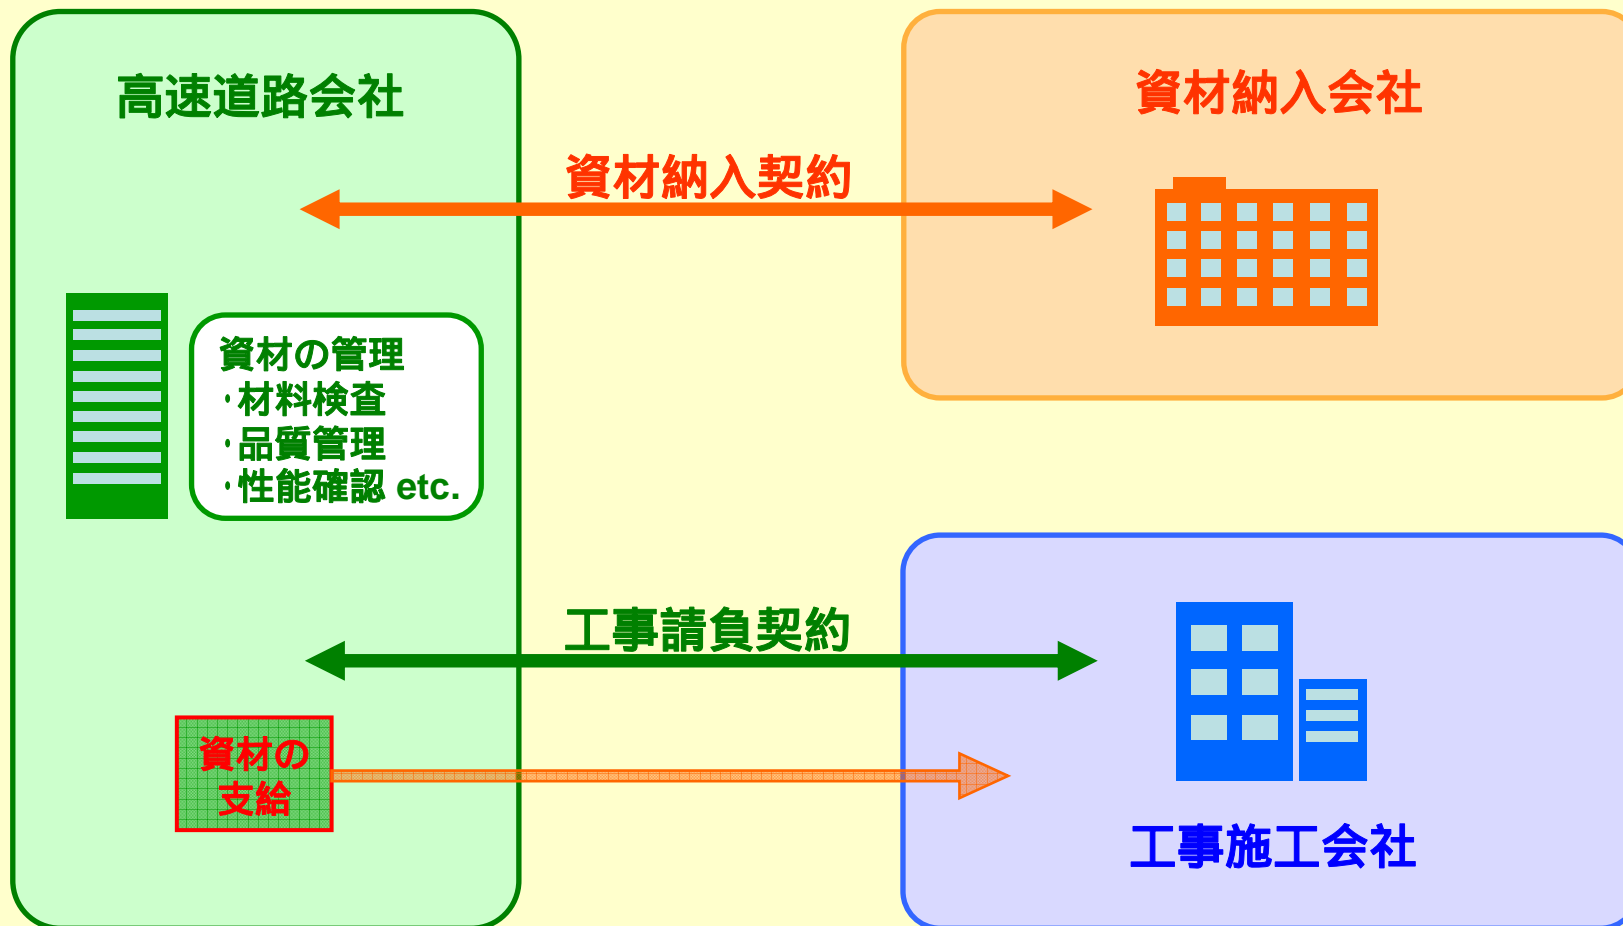 高速道路会社
資材納入会社
資材納入契約
資材の管理
・材料検査
・品質管理
・性能確認 etc.
工事請負契約
資材の
支給
工事施工会社